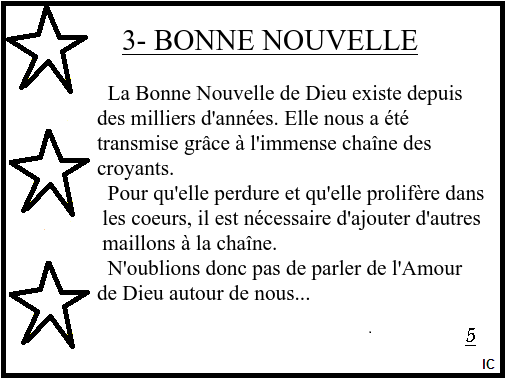 3- BONNE NOUVELLE
La Bonne Nouvelle de Dieu existe depuis
des milliers d'années. Elle nous a été
transmise grâce à l'immense chaîne des
croyants.
Pour qu'elle perdure et qu'elle prolifère dans
les coeurs, il est nécessaire d'ajouter d'autres
maillons à la chaîne.
N'oublions donc pas de parler de l'Amour
de Dieu autour de nous...
5
IC